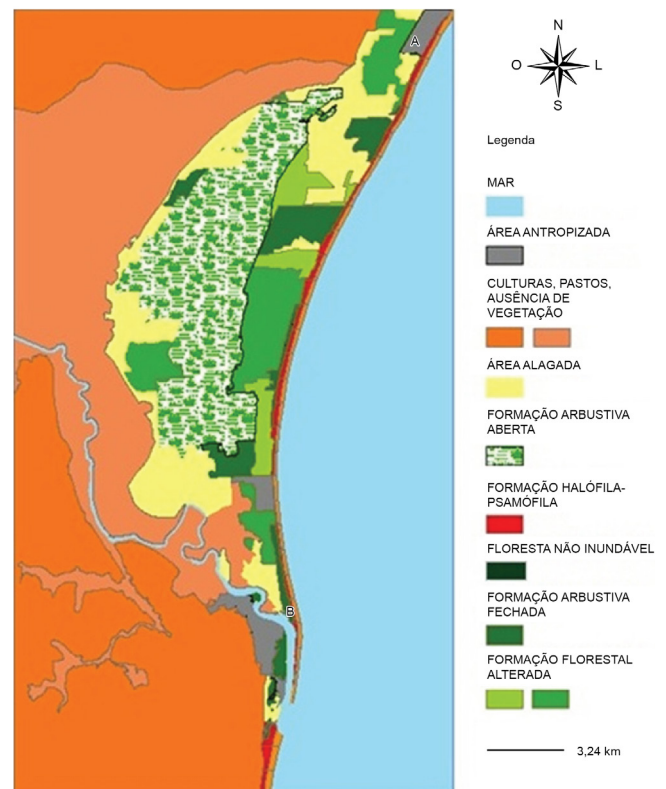 A
N
O L
S
Legenda
MAR
ÁREA ANTROPIZADA
CULTURAS, PASTOS,
AUSÊNCIA DE
VEGETAÇÃO
ÁREA ALAGADA
FORMAÇÃO ARBUSTIVA
ABERTA
FORMAÇÃO HALÓFILA-
PSAMÓFILA
FLORESTA NÃO INUNDÁVEL
FORMAÇÃO ARBUSTIVA
FECHADA
FORMAÇÃO FLORESTAL
ALTERADA
3,24 km
B